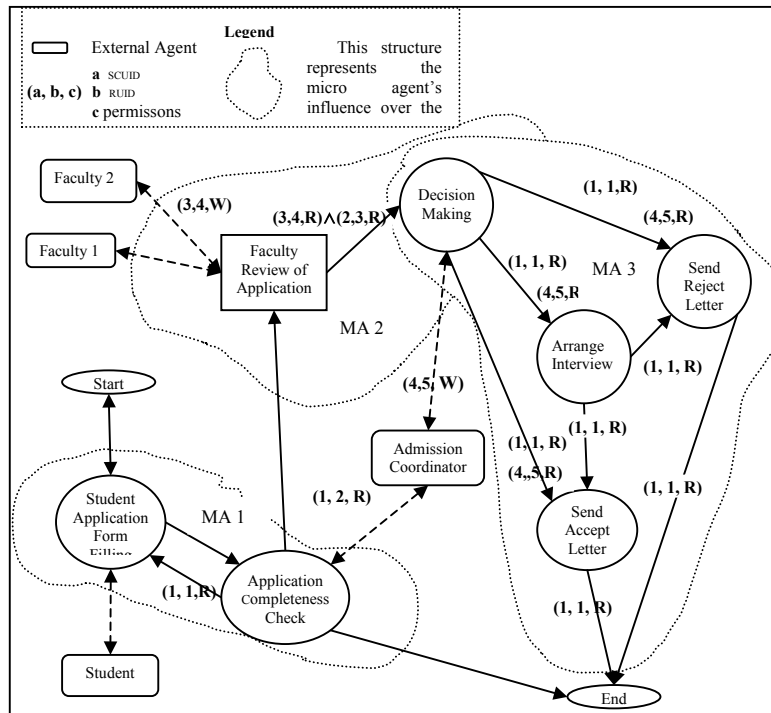 Legend
External Agent
(a, b, c)
a SCUID
b RUID
c permissons
This structure
represents the
micro agent's
influence over the
Faculty 2
Faculty 1
(3,4,W)
(3,4,R)∧(2,3,R)
Faculty
Review of
Application
MA 2
Decision
Making
(1, 1,R)
(4,5,R)
(1, 1, R)
(4,5,R
MA 3
Send
Reject
Letter
Arrange
Interview
(1, 1, R)
Start
(4,5, W)
(1, 1, R)
(1, 1, R)
(4,,5,R)
Admission
Coordinator
(1, 2, R)
MA 1
Student
Application
Form
Filling
(1, 1, R)
Send
Accept
Letter
Application
Completeness
Check
(1, 1,R)
(1, 1, R)
Student
End